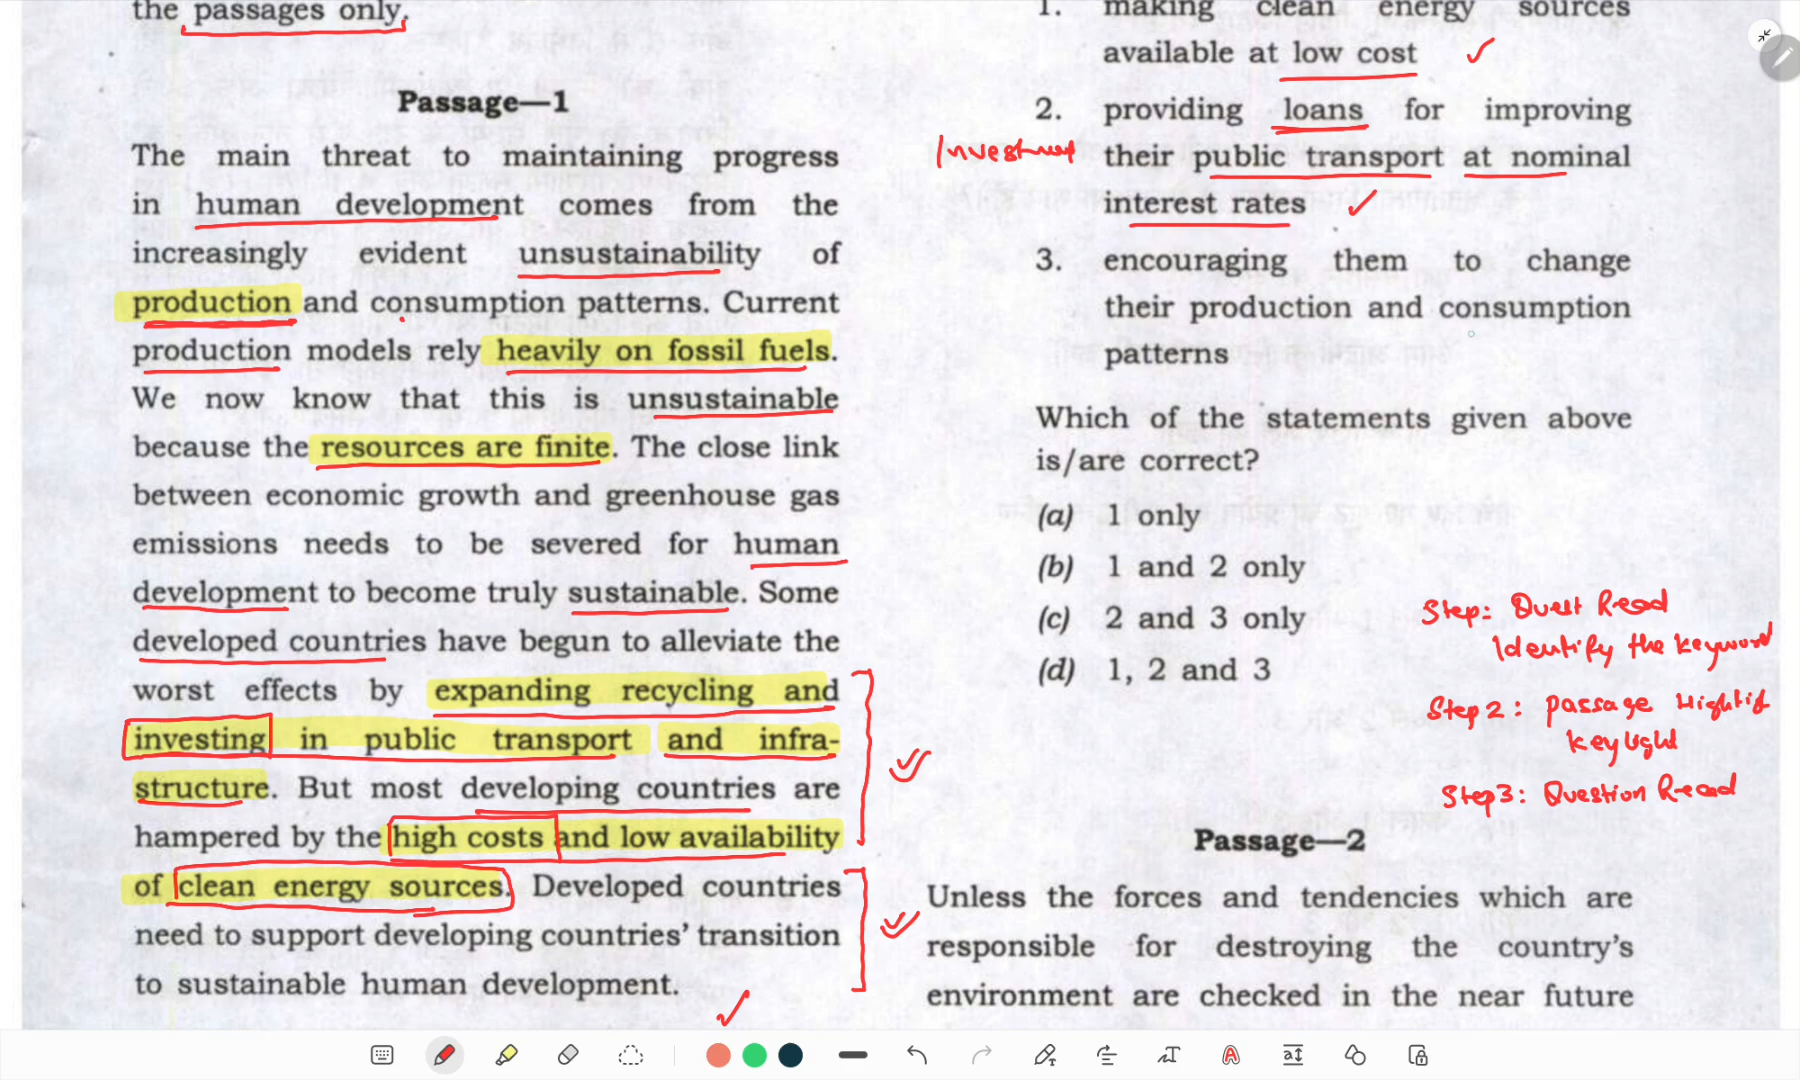 the passages only.
Passage—1
The main threat to maintaining progress
in human development comes from the
increasingly evident unsustainability of
production and consumption patterns. Current
production models rely heavily on fossil fuels.
We now know that this is unsustainable
because the resources are finite. The close link
between economic growth and greenhouse gas
emissions needs to be severed for human
development to become truly sustainable. Some
developed countries have begun to alleviate the
worst effects by expanding recycling and
investing in public transport and infra-
structure. But most developing countries are
hampered by the high costs and low availability
of clean energy sources. Developed countries
need to support developing countries' transition
to sustainable human development.
1. making clean energy sources
available at low cost
2. providing loans for improving
their public transport at nominal
interest rates
3. encouraging them to change
their production and consumption
patterns
Which of the statements given above
is/are correct?
(a) 1 only
(b) 1 and 2 only
(c) 2 and 3 only
(d) 1, 2 and 3
Step: Quest Read
Identify the keyword
Step 2: Passage
Step 3: Question Read
Passage—2
Unless the forces and tendencies which are
responsible for destroying the country's
environment are checked in the near future